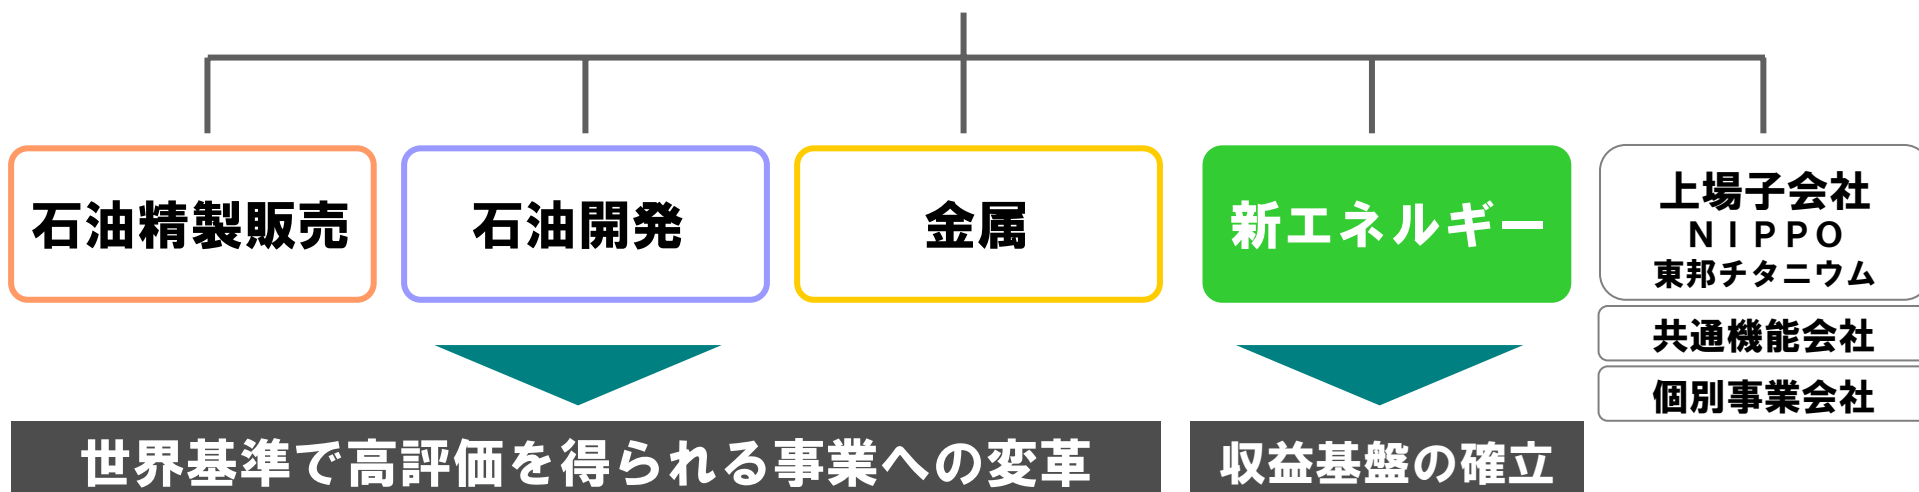 石油精製販売
石油開発
金属
新エネルギー
上場子会社
ＮＩＰＰＯ
東邦チタニウム
共通機能会社
個別事業会社
世界基準で高評価を得られる事業への変革
収益基盤の確立